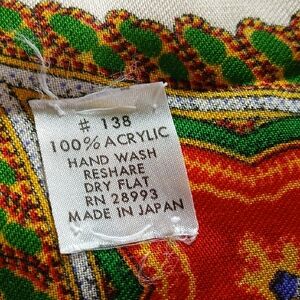 # 138
100% ACRYLIC
HAND WASH
RESHARE
DRY FLAT
RN 28993
MADE IN JAPAN